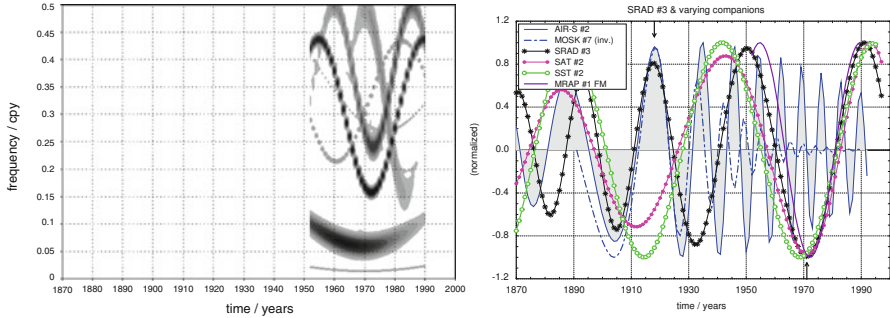 SRAD #3 & varying companions
0.5
0.45
0.4
0.35
0.3
0.25
0.2
0.15
0.1
0.05
0
frequency / cpy
1870 1880 1890 1900 1910 1920 1930 1940 1950 1960 1970 1980 1990 2000
time / years
1.2
0.8
0.4
0.0
-0.4
-0.8
-1.2
(normalized)
AIR-S #2
MOSK #7 (inv.)
SRAD #3
SAT #2
SST #2
MRAP #1 FM
1870 1890 1910 1930 1950 1970 1990
time / years